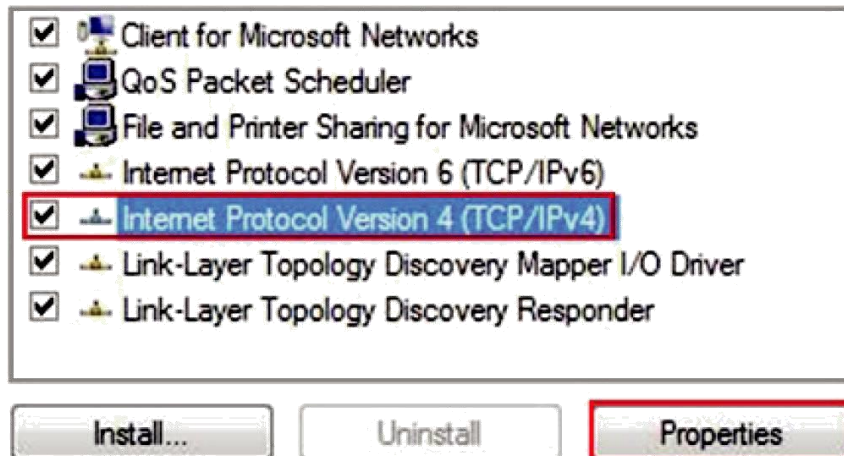 Client for Microsoft Networks
QoS Packet Scheduler
File and Printer Sharing for Microsoft Networks
Internet Protocol Version 6 (TCP/IPv6)
Internet Protocol Version 4 (TCP/IPv4)
Link-Layer Topology Discovery Mapper I/O Driver
Link-Layer Topology Discovery Responder
Install...
Uninstall
Properties